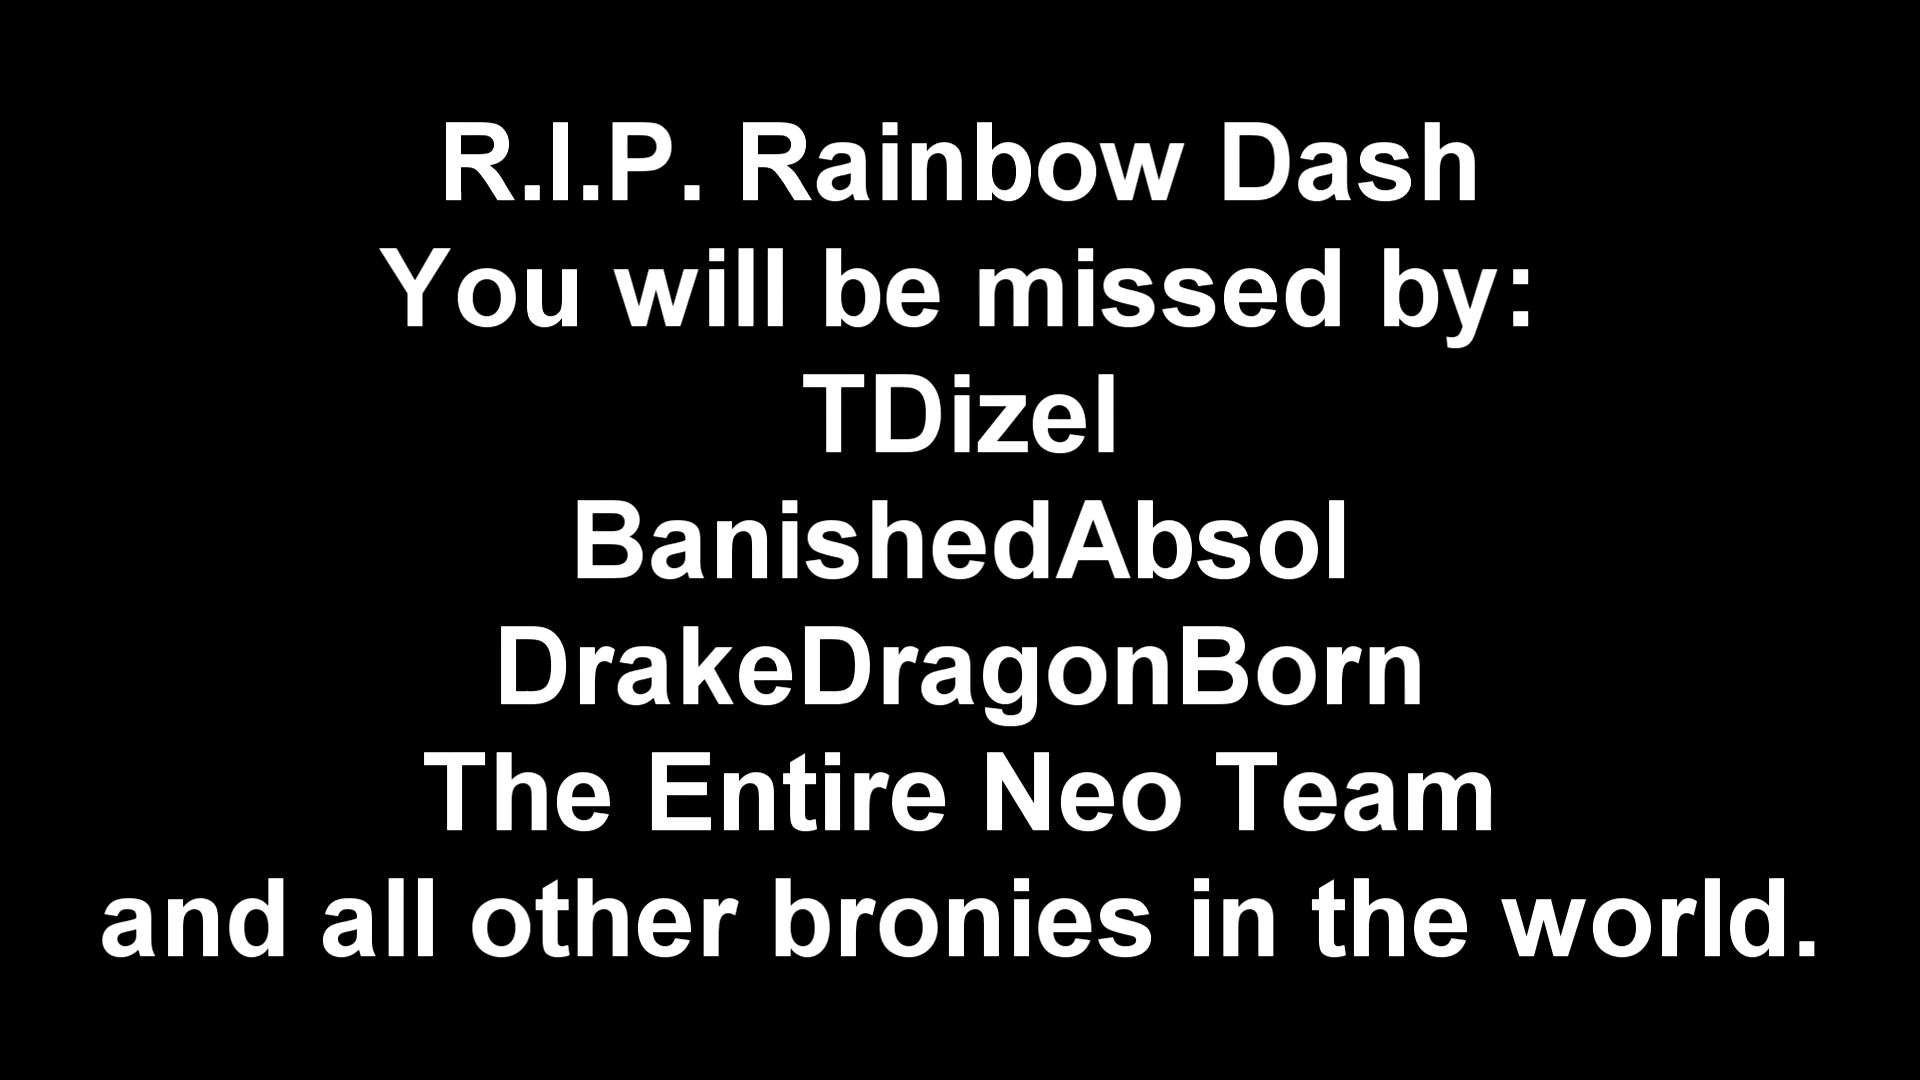 R.I.P. Rainbow Dash
You will be missed by:
TDizel
BanishedAbsol
DrakeDragonBorn
The Entire Neo Team
and all other bronies in the world.